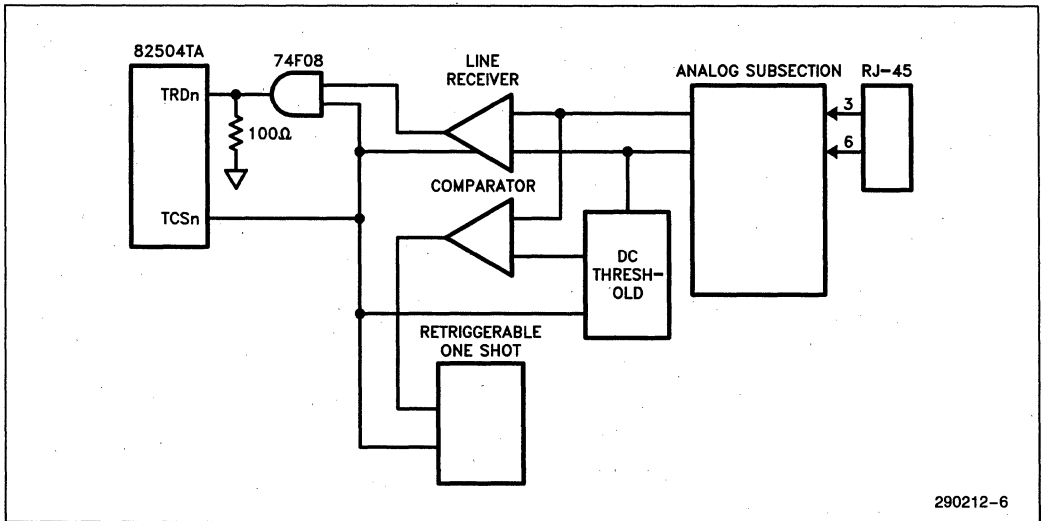 82504TA
74F08
LINE
RECEIVER
ANALOG SUBSECTION
RJ-45
TRDn
3
100Ω
6
COMPARATOR
TCSn
DC
THRESH-
OLD
RETRIGGERABLE
ONE SHOT
290212-6